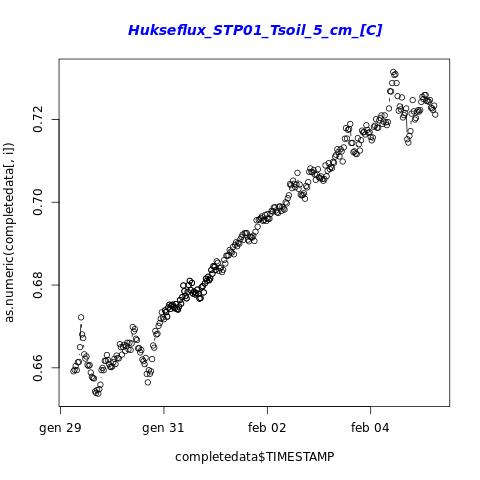 Hukseflux_STP01_Tsoil_5_cm_[C]
as.numeric(completedata[, i])
0.72
0.70
0.68
0.66
gen 29
gen 31
feb 02
feb 04
completedata$TIMESTAMP